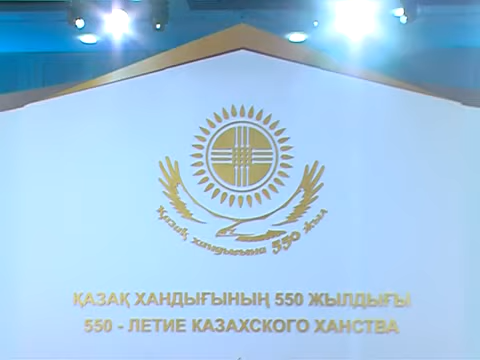 Қазақ хандығына 550 жыл
ҚАЗАҚ ХАНДЫҒЫНЫҢ 550 ЖЫЛДЫҒЫ
550 - ЛЕТИЕ КАЗАХСКОГО ХАНСТВА